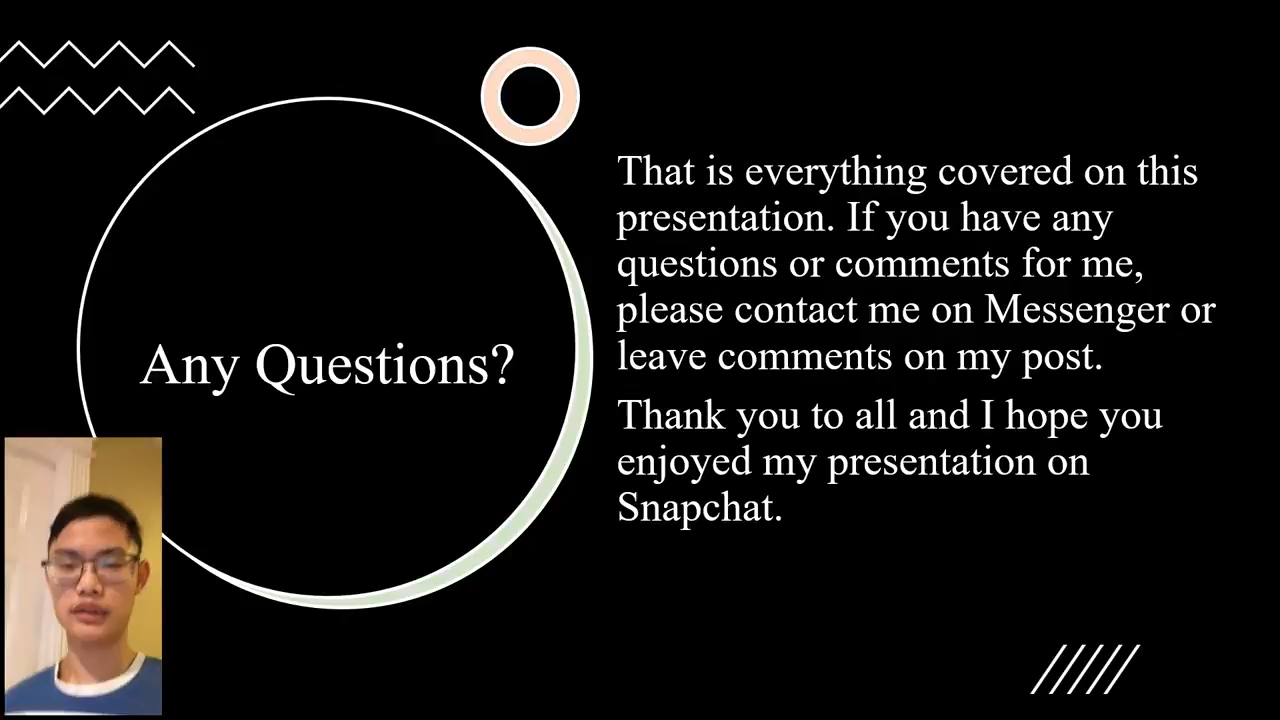 Any Questions?
That is everything covered on this
presentation. If you have any
questions or comments for me,
please contact me on Messenger or
leave comments on my post.
Thank you to all and I hope you
enjoyed my presentation on
Snapchat.